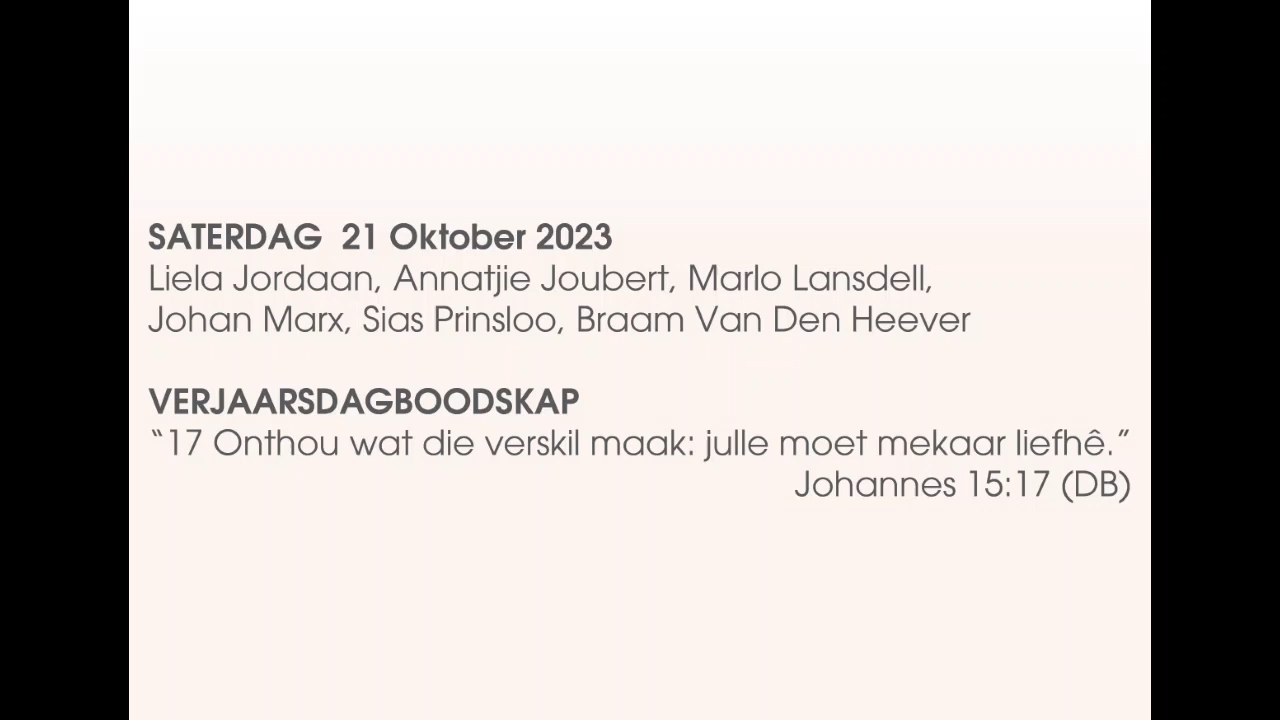 SATERDAG 21 Oktober 2023
Liela Jordaan, Annatjie Joubert, Marlo Lansdell,
Johan Marx, Sias Prinsloo, Braam Van Den Heever
VERJAARSDAGBOODSKAP
“17 Onthou wat die verskil maak: julle moet mekaar liefhê.”
Johannes 15:17 (DB)